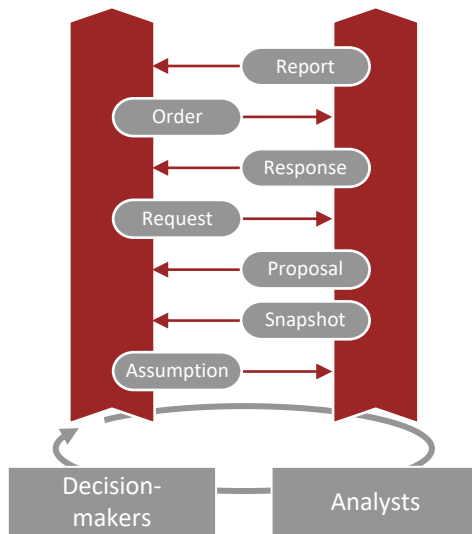 Report
Order
Response
Request
Proposal
Snapshot
Assumption
Decision-
makers
Analysts